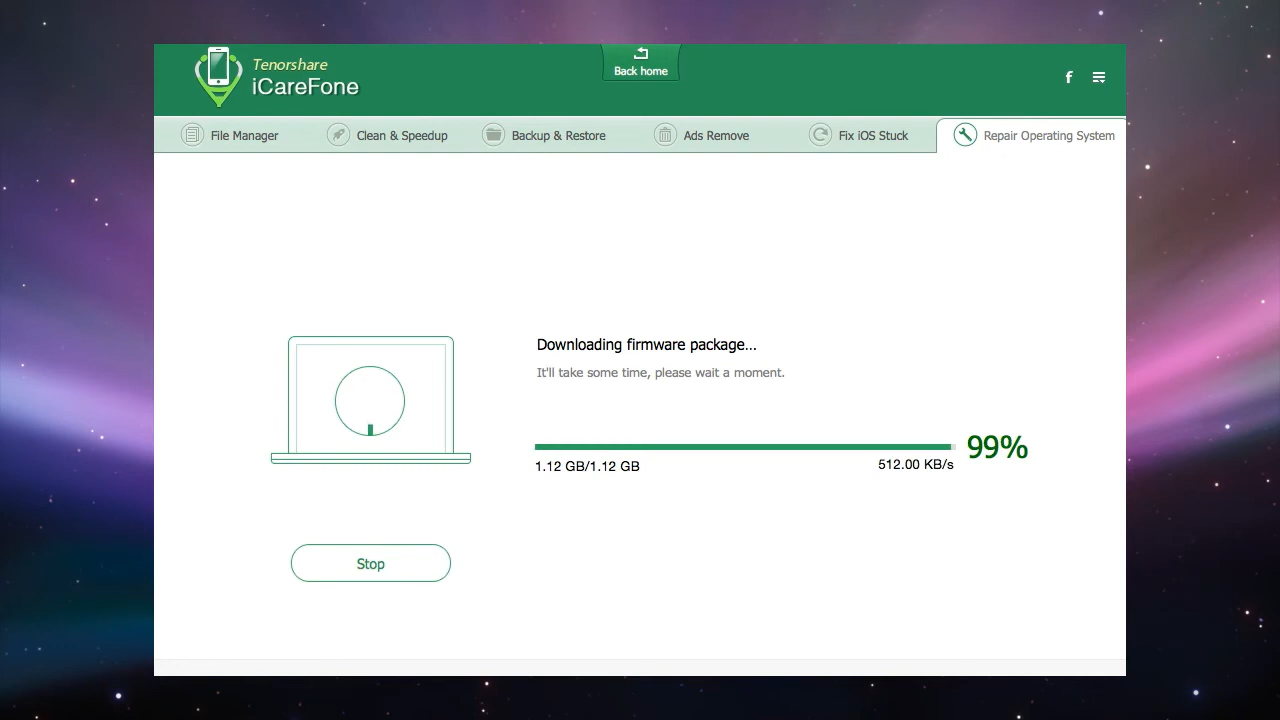 Tenorshare
iCareFone
Back home
f
File Manager
Clean & Speedup
Backup & Restore
Ads Remove
Fix iOS Stuck
Repair Operating System
Downloading firmware package...
It'll take some time, please wait a moment.
99%
1.12 GB/1.12 GB
512.00 KB/s
Stop